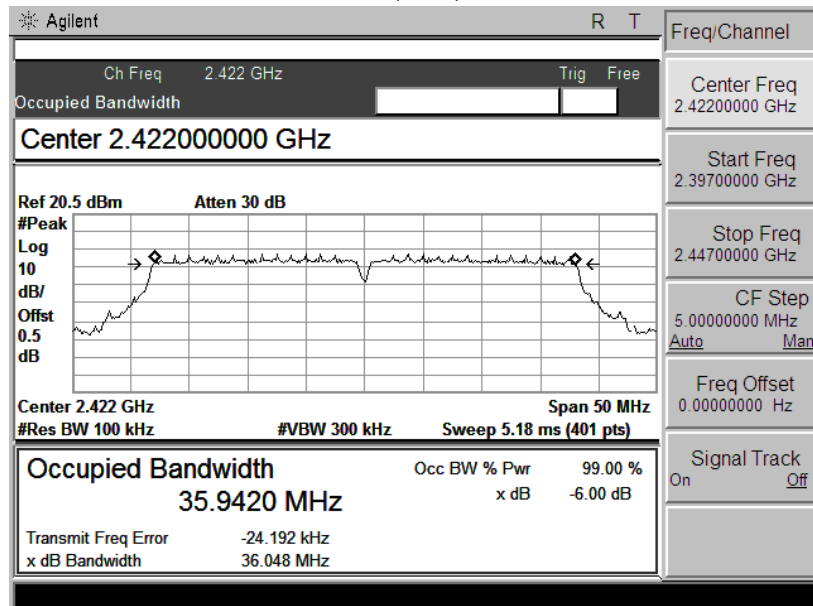 Agilent R T
Ch Freq 2.422 GHz Trig Free
Occupied Bandwidth
Center 2.422000000 GHz
Ref 20.5 dBm Atten 30 dB
#Peak
Log
10
dB/
Offst
0.5
dB
Center 2.422 GHz Span 50 MHz
#Res BW 100 kHz #VBW 300 kHz Sweep 5.18 ms (401 pts)
Occupied Bandwidth Occ BW % Pwr 99.00 %
35.9420 MHz x dB -6.00 dB
Transmit Freq Error -24.192 kHz
x dB Bandwidth 36.048 MHz
Freq/Channel
Center Freq
2.42200000 GHz
Start Freq
2.39700000 GHz
Stop Freq
2.44700000 GHz
CF Step
5.00000000 MHz
Auto Man
Freq Offset
0.00000000 Hz
Signal Track
On Off